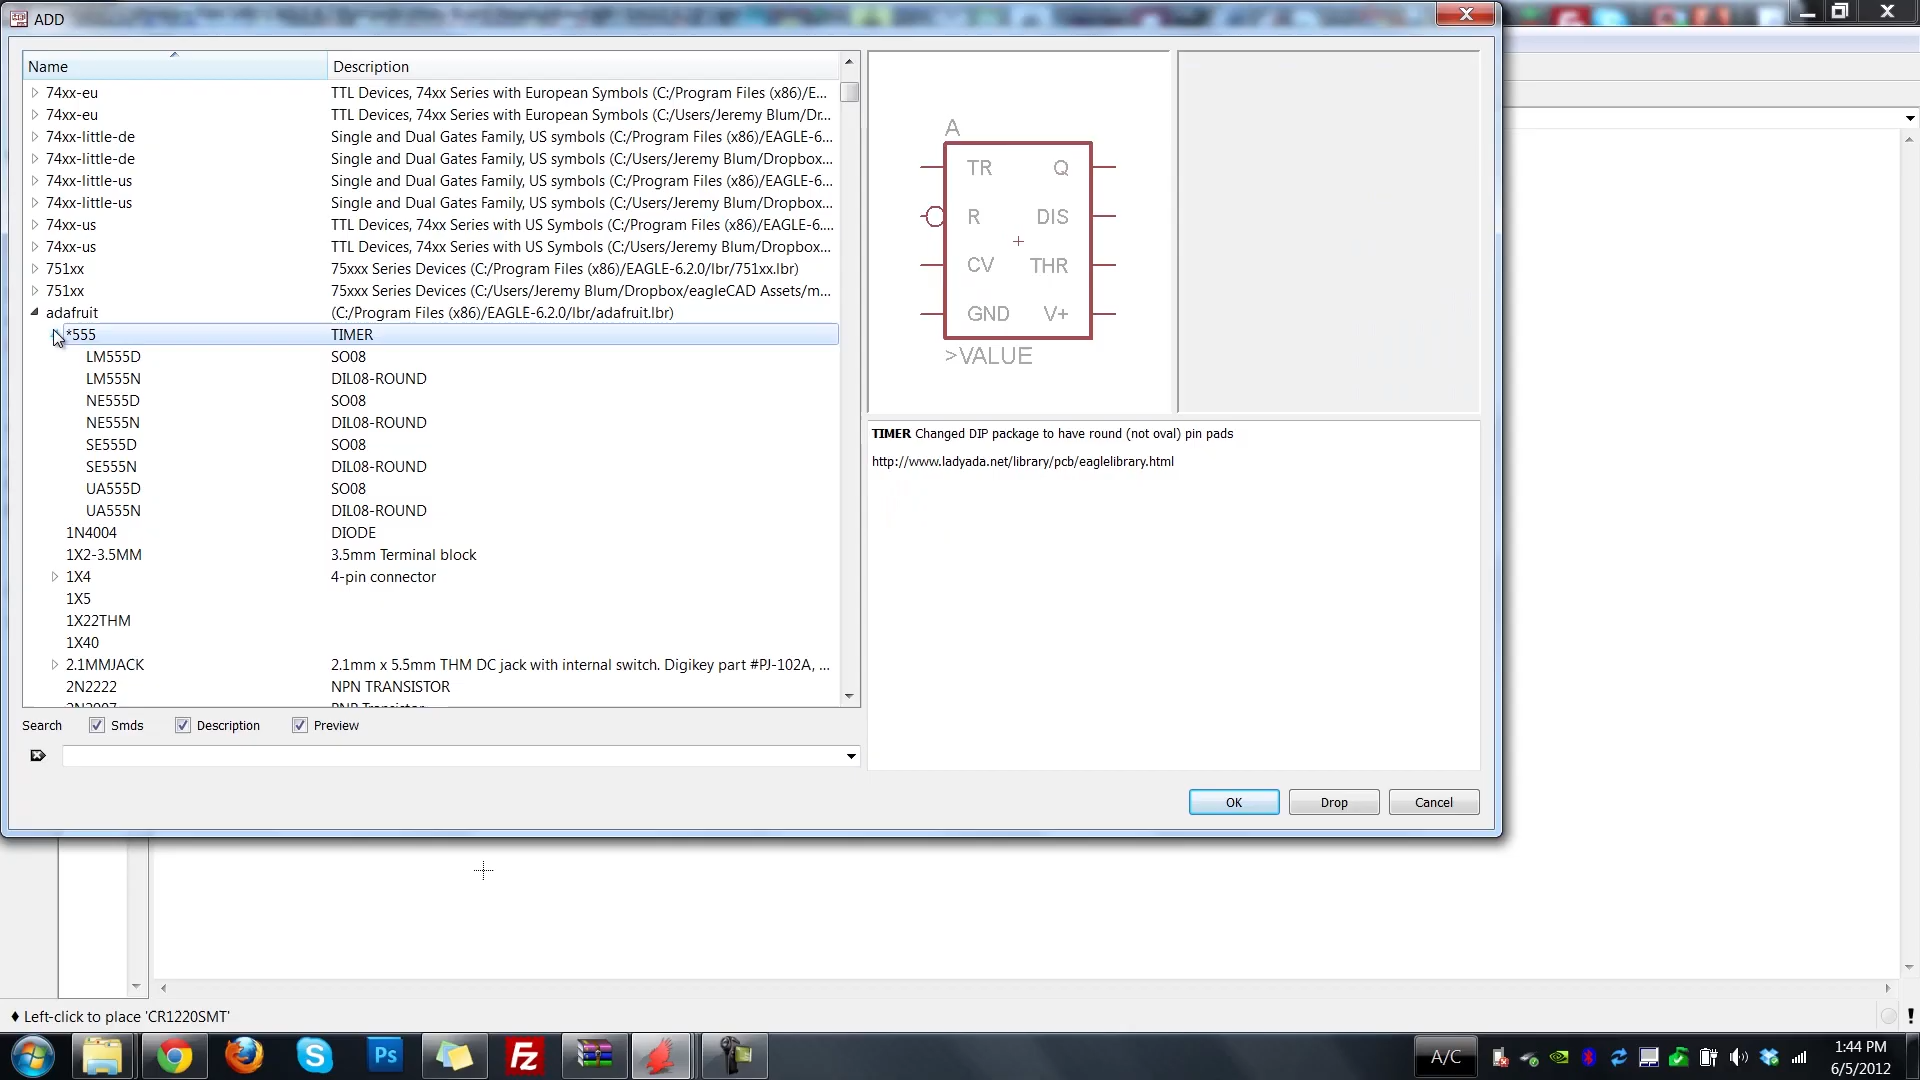 ADD
Name Description
74xx-eu TTL Devices, 74xx Series with European Symbols (C:/Program Files (x86)/E...
74xx-eu TTL Devices, 74xx Series with European Symbols (C:/Users/Jeremy Blum/Dr...
74xx-little-de Single and Dual Gates Family, US symbols (C:/Program Files (x86)/EAGLE-6...
74xx-little-de Single and Dual Gates Family, US symbols (C:/Users/Jeremy Blum/Dropbox...
74xx-little-us Single and Dual Gates Family, US symbols (C:/Program Files (x86)/EAGLE-6...
74xx-little-us Single and Dual Gates Family, US symbols (C:/Users/Jeremy Blum/Dropbox...
74xx-us TTL Devices, 74xx Series with US Symbols (C:/Program Files (x86)/EAGLE-6....
74xx-us TTL Devices, 74xx Series with US Symbols (C:/Users/Jeremy Blum/Dropbox...
751xx 75xxx Series Devices (C:/Program Files (x86)/EAGLE-6.2.0/lbr/751xx.lbr)
751xx 75xxx Series Devices (C:/Users/Jeremy Blum/Dropbox/eagleCAD Assets/m...
adafruit (C:/Program Files (x86)/EAGLE-6.2.0/lbr/adafruit.lbr)
*555 TIMER
LM555D SO08
LM555N DIL08-ROUND
NE555D SO08
NE555N DIL08-ROUND
SE555D SO08
SE555N DIL08-ROUND
UA555D SO08
UA555N DIL08-ROUND
1N4004 DIODE
1X2-3.5MM 3.5mm Terminal block
1X4 4-pin connector
1X5
1X22THM
1X40
2.1MMJACK 2.1mm x 5.5mm THM DC jack with internal switch. Digikey part #PJ-102A, ...
2N2222 NPN TRANSISTOR
2N2907 PNP Transistor
Search Smds Description Preview
A
TR Q
R DIS
CV THR
GND V+
>VALUE
TIMER Changed DIP package to have round (not oval) pin pads
http://www.ladyada.net/library/pcb/eaglelibrary.html
OK Drop Cancel
Left-click to place 'CR1220SMT'
Ps
Fz
A/C
1:44 PM
6/5/2012